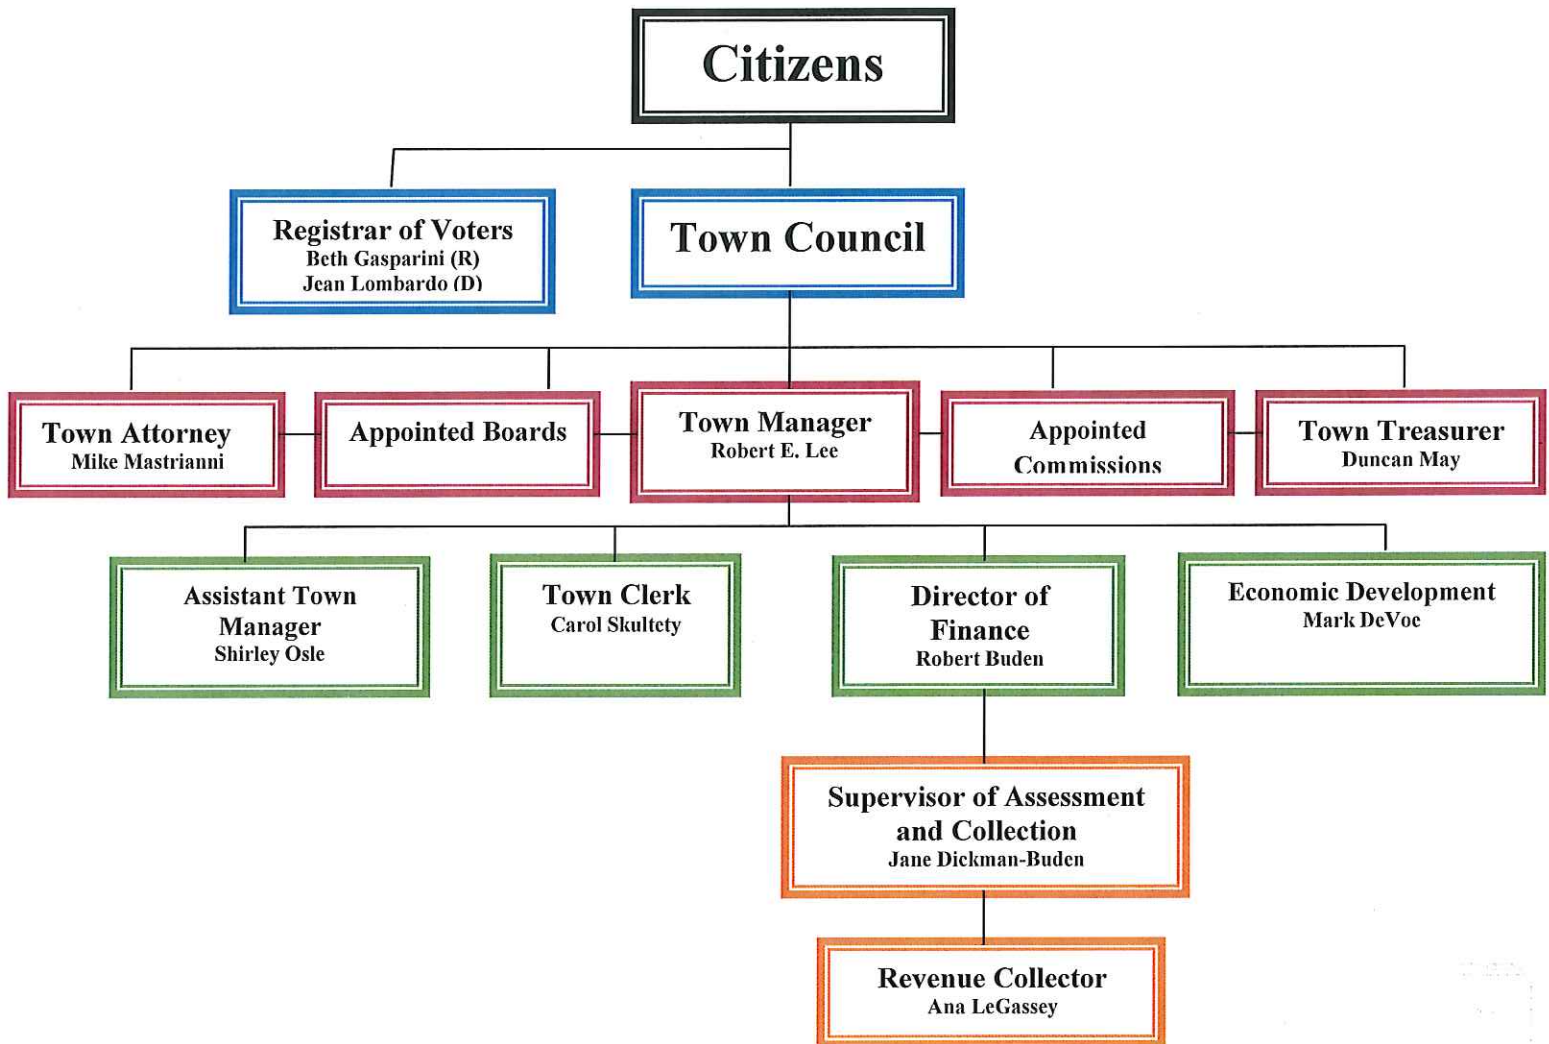 Citizens
Registrar of Voters
Beth Gasparini (R)
Jean Lombardo (D)
Town Council
Town Attorney
Mike Mastrianni
Appointed Boards
Town Manager
Robert E. Lee
Appointed
Commissions
Town Treasurer
Duncan May
Assistant Town
Manager
Shirley Osle
Town Clerk
Carol Skultety
Director of
Finance
Robert Buden
Economic Development
Mark DeVoe
Supervisor of Assessment
and Collection
Jane Dickman-Buden
Revenue Collector
Ana LeGassey